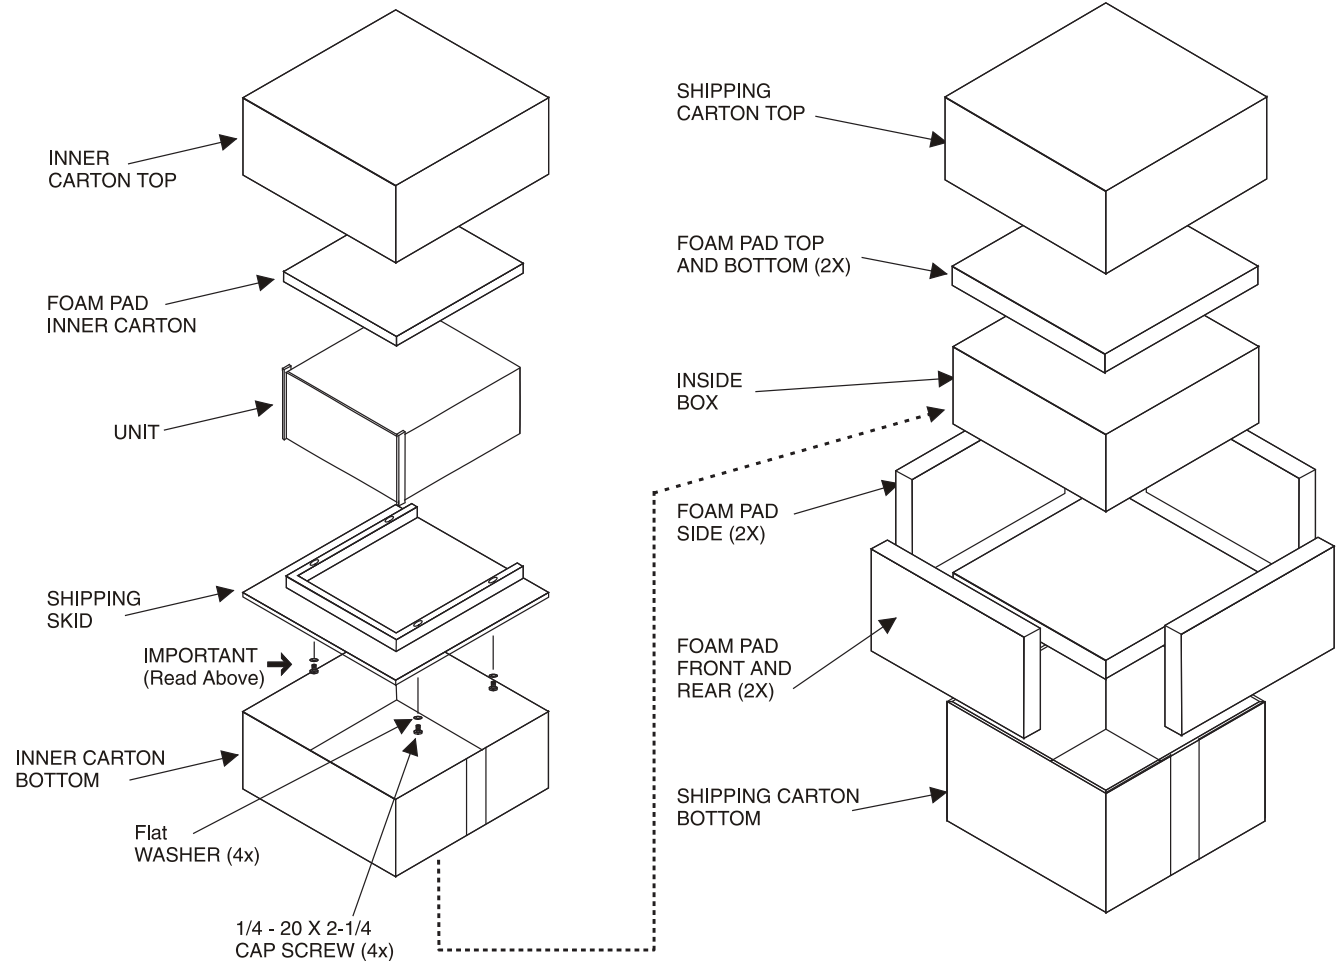 INNER
CARTON TOP
FOAM PAD
INNER CARTON
UNIT
SHIPPING
SKID
IMPORTANT
(Read Above)
INNER CARTON
BOTTOM
Flat
WASHER (4x)
1/4 - 20 X 2-1/4
CAP SCREW (4x)
SHIPPING
CARTON TOP
FOAM PAD TOP
AND BOTTOM (2X)
INSIDE
BOX
FOAM PAD
SIDE (2X)
FOAM PAD
FRONT AND
REAR (2X)
SHIPPING CARTON
BOTTOM